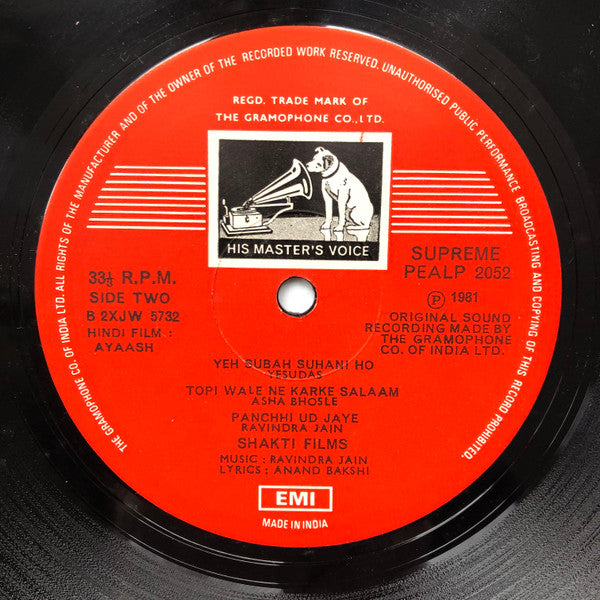 THE GRAMOPHONE CO. OF INDIA LTD. ALL RIGHTS OF THE MANUFACTURER AND OF THE OWNER OF THE RECORDED WORK RESERVED. UNAUTHORISED PUBLIC PERFORMANCE BROADCASTING AND COPYING OF THIS RECORD PROHIBITED.
REGD. TRADE MARK OF
THE GRAMOPHONE CO., LTD.
HIS MASTER'S VOICE
33⅓ R.P.M.
SIDE TWO
B 2XJW 5732
HINDI FILM :
AYAASH
SUPREME
PEALP 2052
℗ 1981
ORIGINAL SOUND
RECORDING MADE BY
THE GRAMOPHONE
CO. OF INDIA LTD.
YEH SUBAH SUHANI HO
YESUDAS
TOPI WALE NE KARKE SALAAM
ASHA BHOSLE
PANCHHI UD JAYE
RAVINDRA JAIN
SHAKTI FILMS
MUSIC : RAVINDRA JAIN
LYRICS : ANAND BAKSHI
EMI
MADE IN INDIA